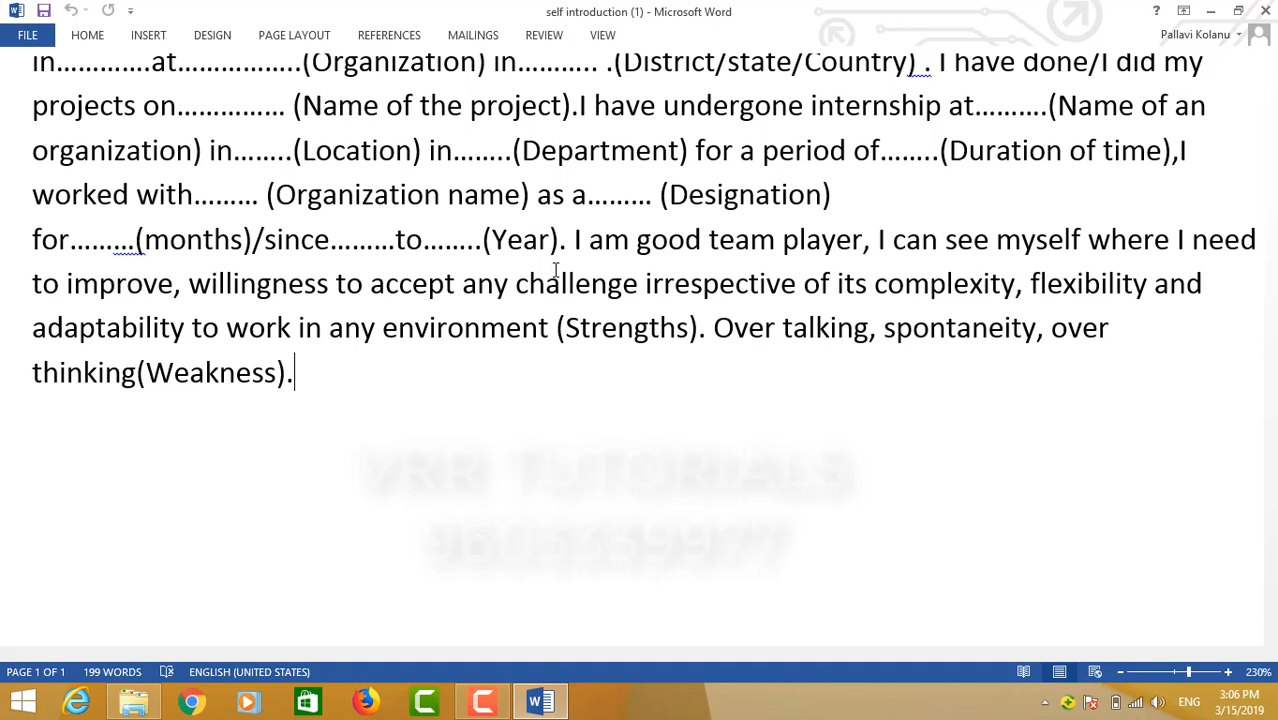 self introduction (1) - Microsoft Word
FILE HOME INSERT DESIGN PAGE LAYOUT REFERENCES MAILINGS REVIEW VIEW Pallavi Kolanu
in………….at……………..(Organization) in……….. .(District/state/Country) . I have done/I did my
projects on…………… (Name of the project).I have undergone internship at……….(Name of an
organization) in……..(Location) in……..(Department) for a period of……..(Duration of time),I
worked with……… (Organization name) as a……… (Designation)
for………(months)/since………to……..(Year). I am good team player, I can see myself where I need
to improve, willingness to accept any challenge irrespective of its complexity, flexibility and
adaptability to work in any environment (Strengths). Over talking, spontaneity, over
thinking(Weakness).
VRR TUTORIALS
PAGE 1 OF 1 199 WORDS ENGLISH (UNITED STATES) 230%
ENG 3:06 PM
3/15/2019